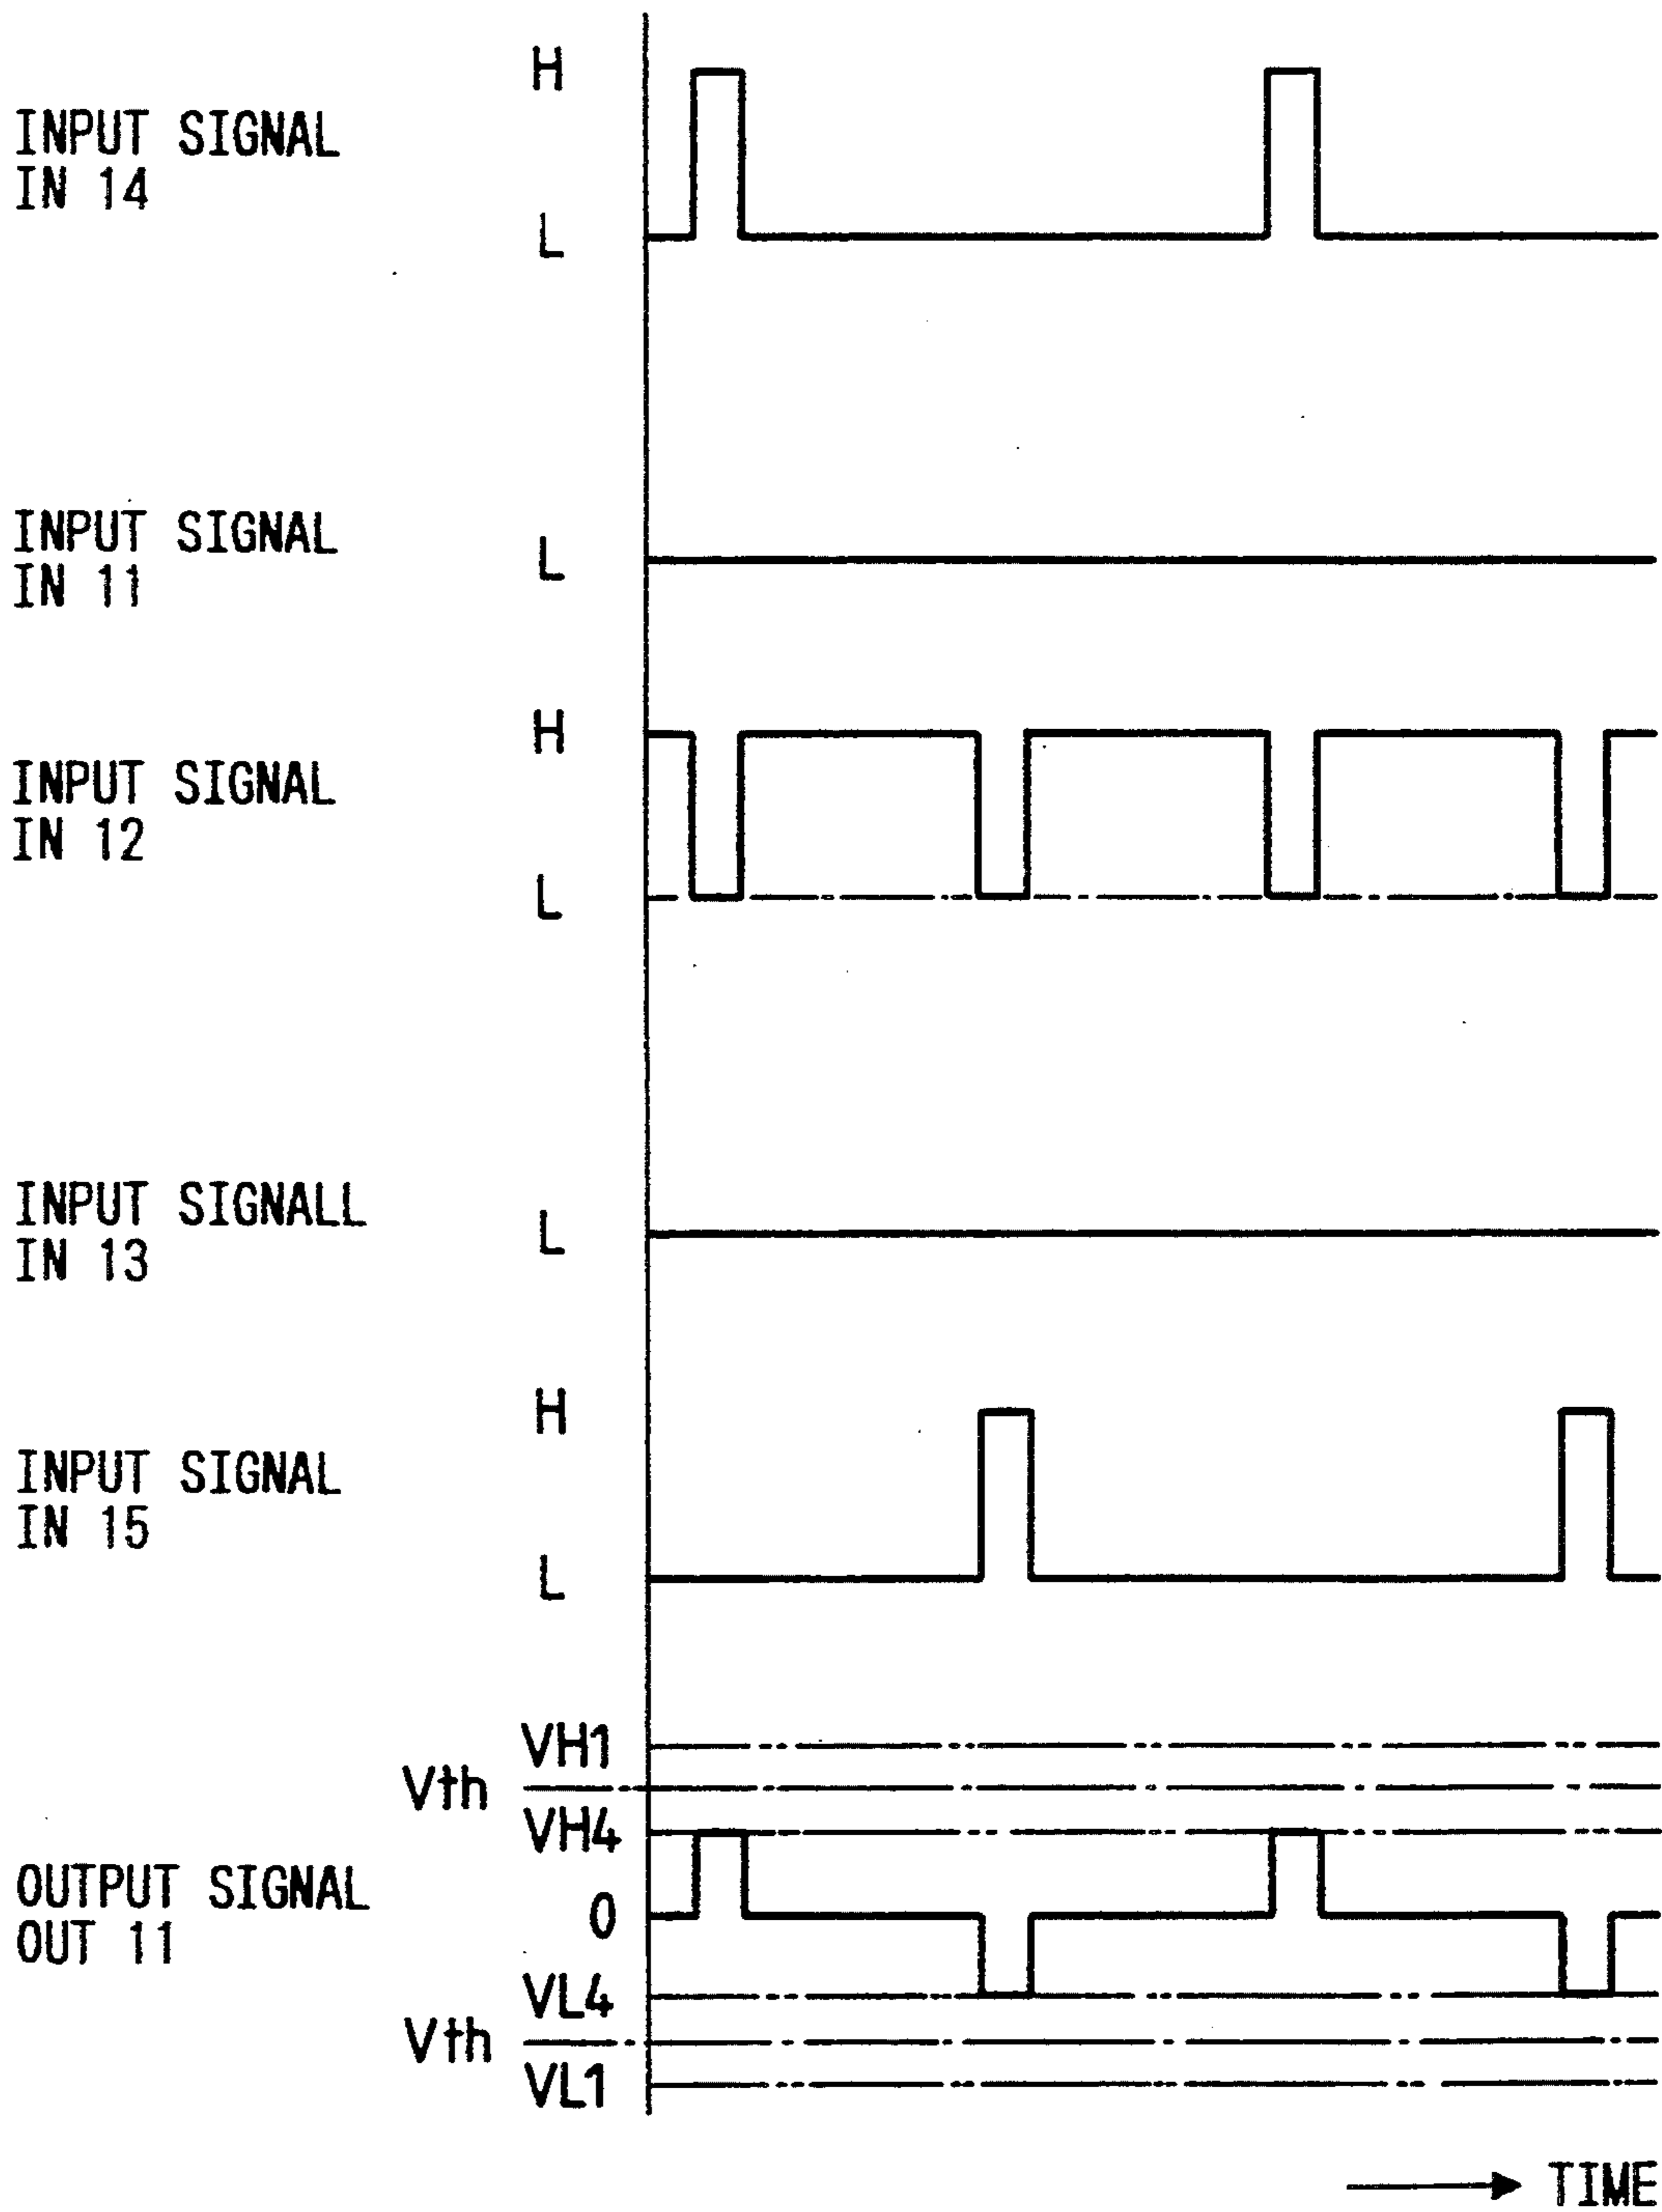 H
INPUT SIGNAL
IN 14
L
INPUT SIGNAL
IN 11
L
H
INPUT SIGNAL
IN 12
L
INPUT SIGNALL
IN 13
L
H
INPUT SIGNAL
IN 15
L
VH1
Vth
VH4
OUTPUT SIGNAL
OUT 11
0
VL4
Vth
VL1
TIME